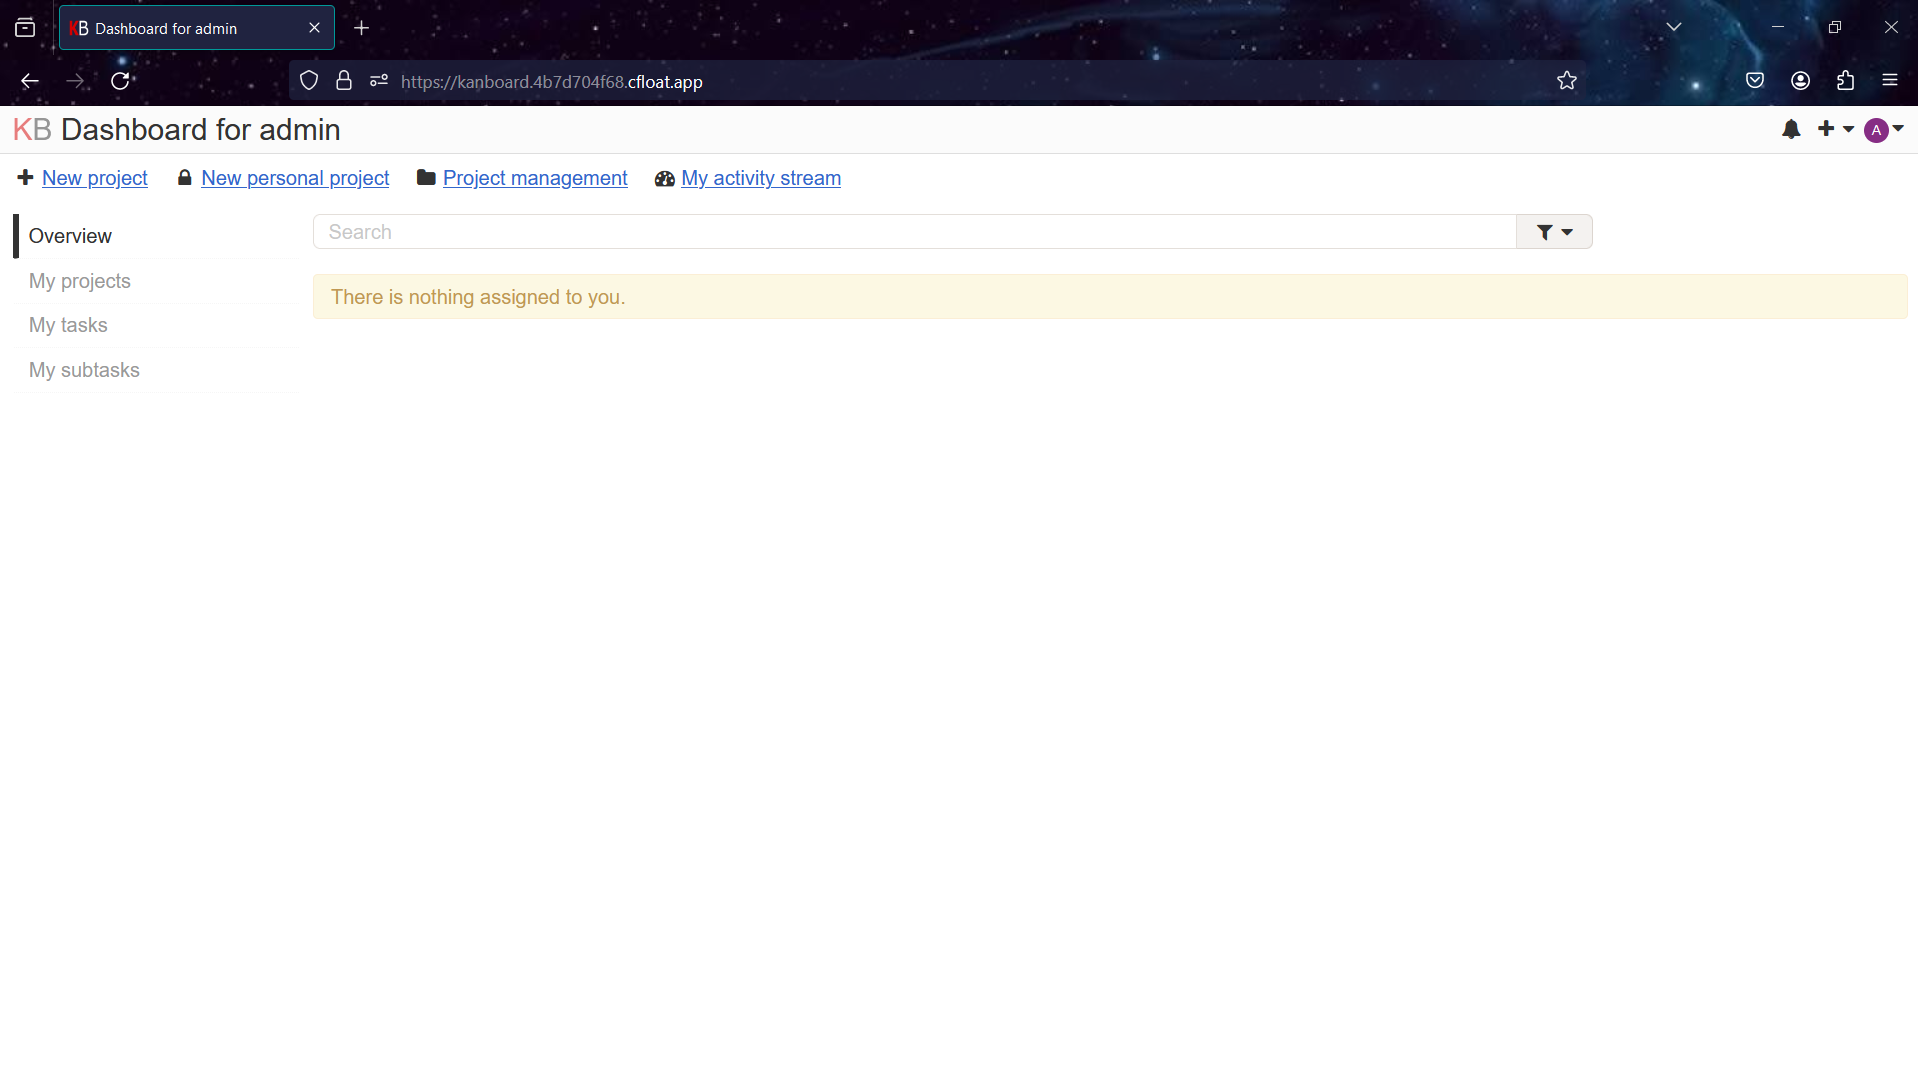 KB Dashboard for admin
https://kanboard.4b7d704f68.cfloat.app
KB Dashboard for admin
A
New project New personal project Project management My activity stream
Overview
Search
My projects
There is nothing assigned to you.
My tasks
My subtasks